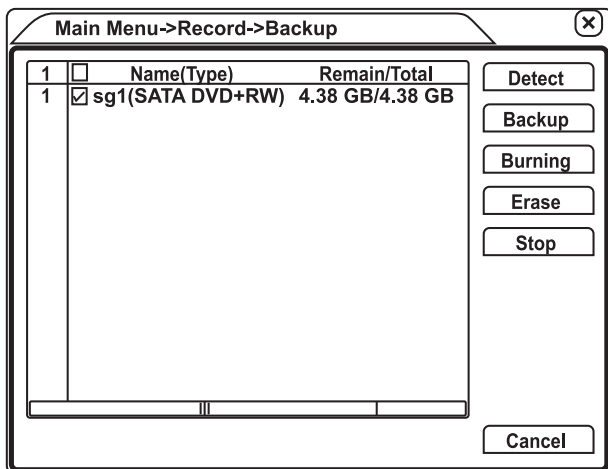 Main Menu->Record->Backup
1 Name(Type) Remain/Total
1 sg1(SATA DVD+RW) 4.38 GB/4.38 GB
Detect
Backup
Burning
Erase
Stop
Cancel